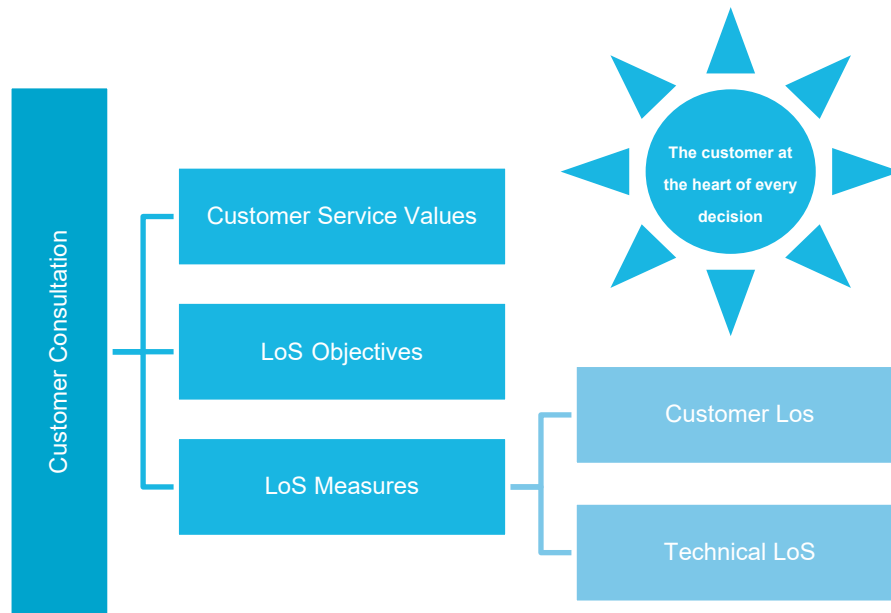 Customer Consultation
Customer Service Values
LoS Objectives
LoS Measures
Customer Los
Technical LoS
The customer at
the heart of every
decision